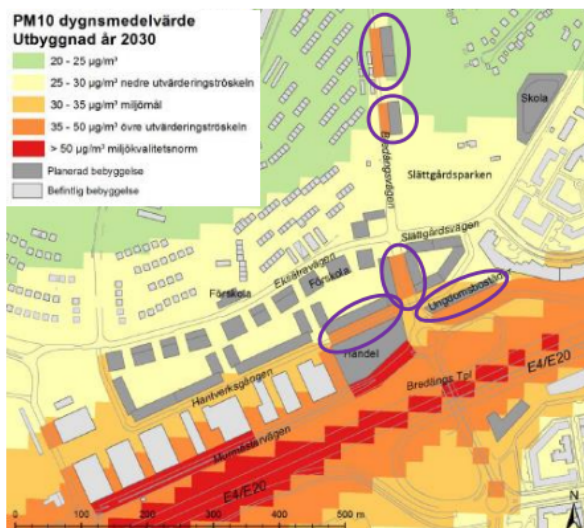 PM10 dygnsmedelvärde
Utbyggnad år 2030
20 - 25 µg/m³
25 - 30 µg/m³ nedre utvärderingströskeln
30 - 35 µg/m³ miljömål
35 - 50 µg/m³ övre utvärderingströskeln
> 50 µg/m³ miljökvalitetsnorm
Planerad bebyggelse
Befintlig bebyggelse
Skola
Bredängsvägen
Slättgårdsparken
Slättgårdsvägen
Eksätravägen
Förskola
Förskola
Ungdomsbostäder
Handel
Hantverksgången
Bredängs Tpl
E4/E20
Murmästarvägen
E4/E20
N
0 100 200 300 400 500 m